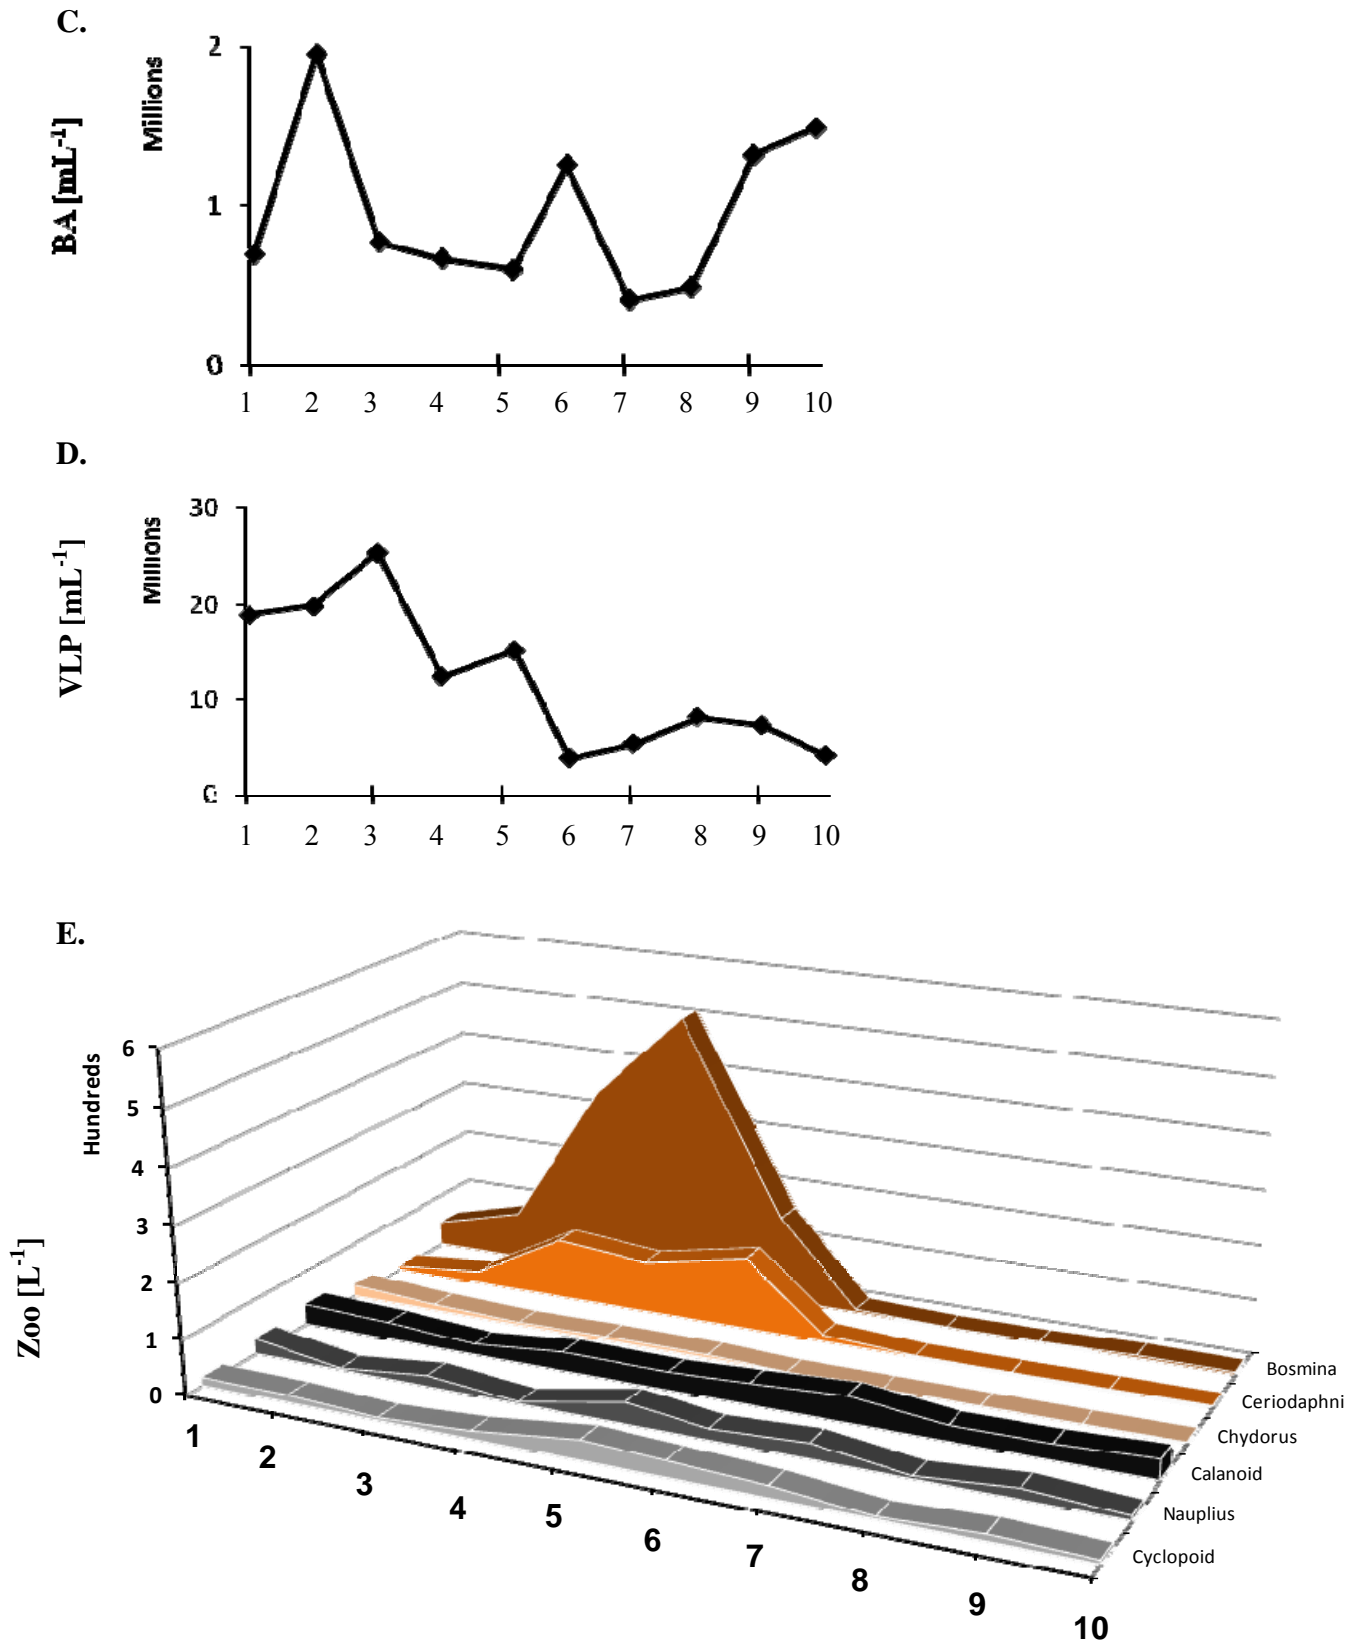 C.
2
Millions
BA [mL-1]
1
0
1 2 3 4 5 6 7 8 9 10
D.
30
Millions
VLP [mL-1]
20
10
0
1 2 3 4 5 6 7 8 9 10
E.
Hundreds
6
5
4
3
2
1
0
Zoo [L-1]
1 2 3 4 5 6 7 8 9 10
Bosmina
Ceriodaphni
Chydorus
Calanoid
Nauplius
Cyclopoid